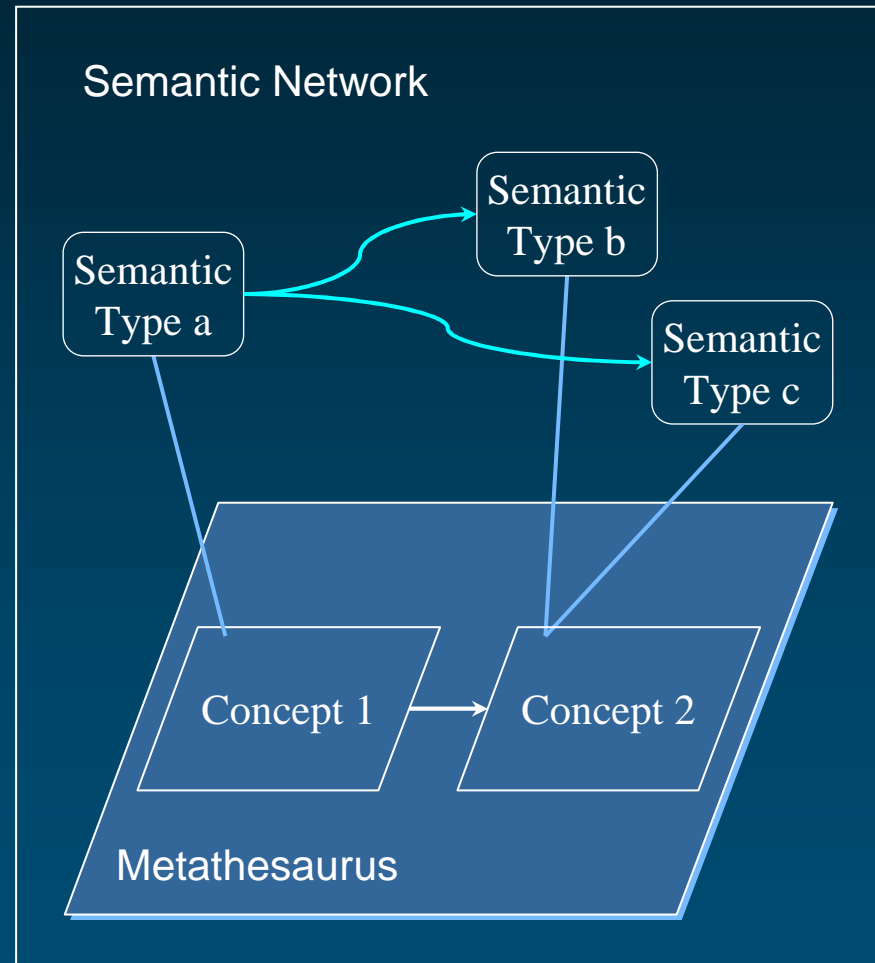 Semantic Network
Semantic
Type b
Semantic
Type a
Semantic
Type c
Concept 1
Concept 2
Metathesaurus